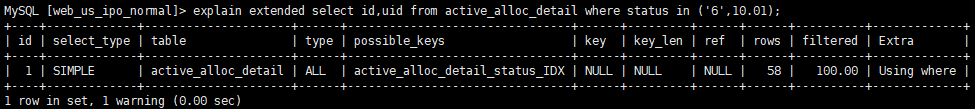 MySQL [web_us_ipo_normal]> explain extended select id,uid from active_alloc_detail where status in ('6',10.01);
+----+-------------+---------------------+------+--------------------------------+------+---------+------+------+----------+-------------+
| id | select_type | table | type | possible_keys | key | key_len | ref | rows | filtered | Extra |
+----+-------------+---------------------+------+--------------------------------+------+---------+------+------+----------+-------------+
| 1 | SIMPLE | active_alloc_detail | ALL | active_alloc_detail_status_IDX | NULL | NULL | NULL | 58 | 100.00 | Using where |
+----+-------------+---------------------+------+--------------------------------+------+---------+------+------+----------+-------------+
1 row in set, 1 warning (0.00 sec)